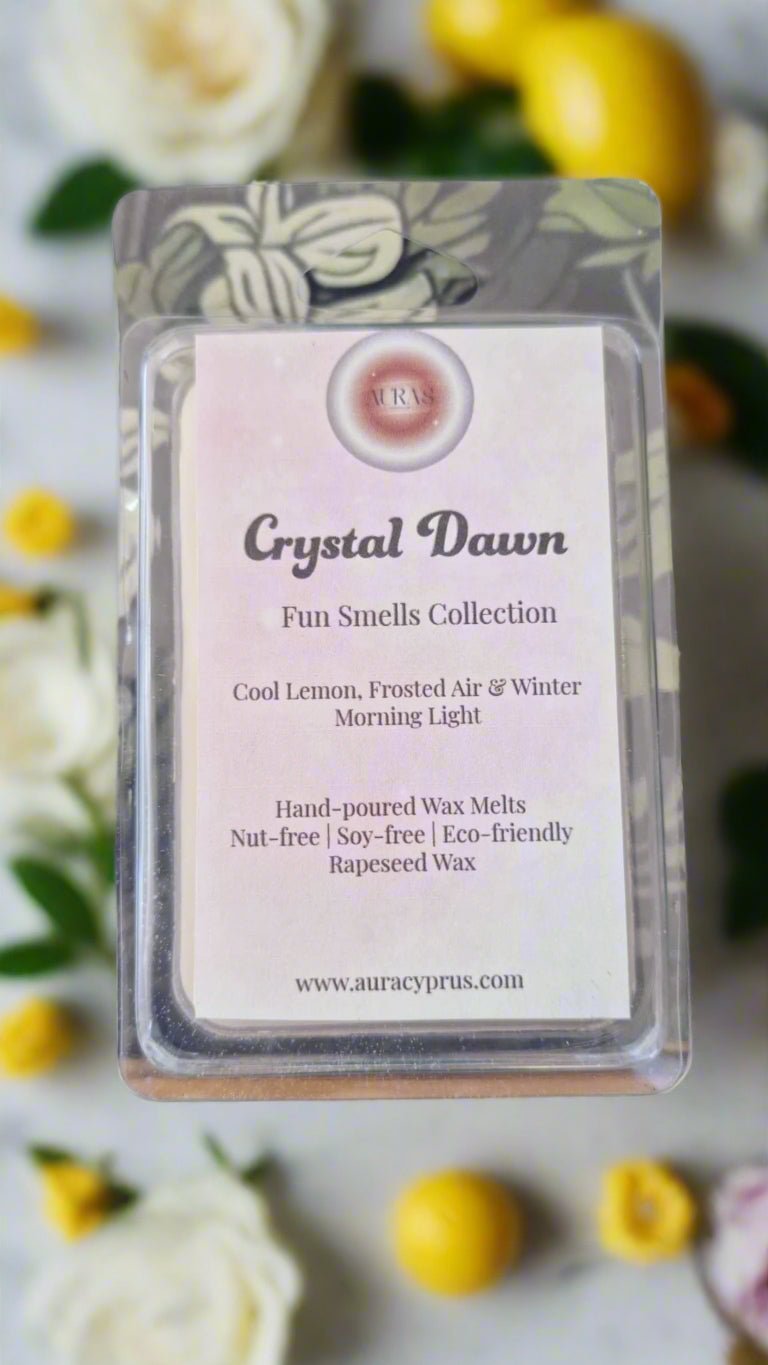 AURAS
Crystal Dawn
Fun Smells Collection
Cool Lemon, Frosted Air & Winter
Morning Light
Hand-poured Wax Melts
Nut-free | Soy-free | Eco-friendly
Rapeseed Wax
www.auracyprus.com